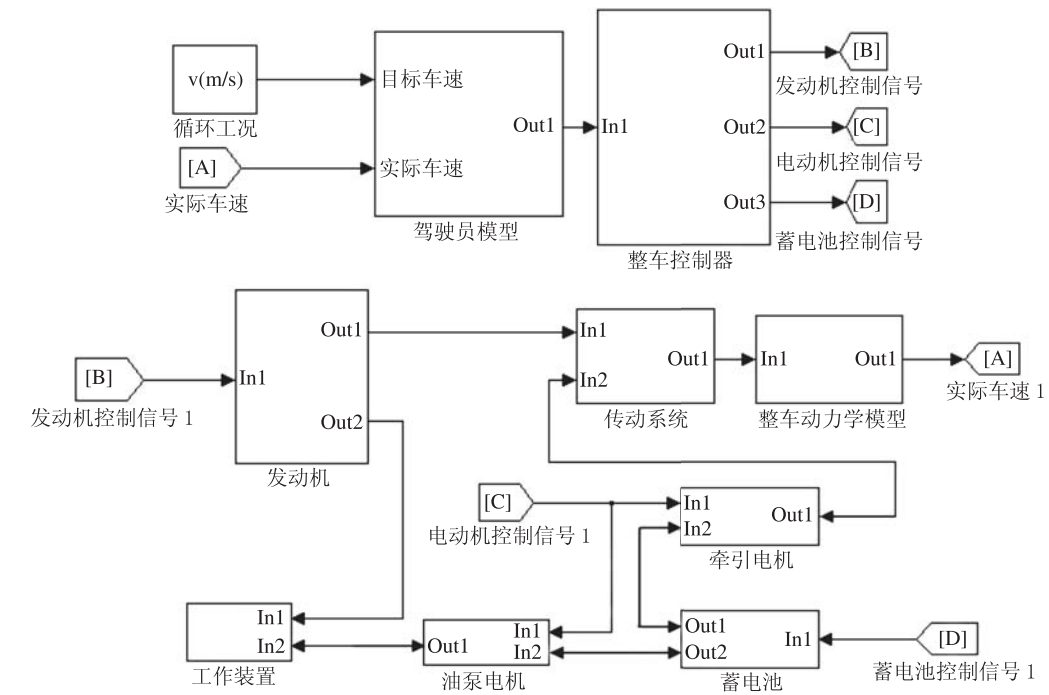 v(m/s)
循环工况
[A]
实际车速
目标车速
实际车速
Out1
驾驶员模型
In1
Out1
Out2
Out3
整车控制器
[B]
发动机控制信号
[C]
电动机控制信号
[D]
蓄电池控制信号
[B]
发动机控制信号1
In1
Out1
Out2
发动机
In1
In2
Out1
传动系统
In1
Out1
整车动力学模型
[A]
实际车速1
[C]
电动机控制信号1
In1
In2
Out1
牵引电机
In1
In2
工作装置
Out1
In1
In2
油泵电机
Out1
Out2
In1
蓄电池
[D]
蓄电池控制信号1